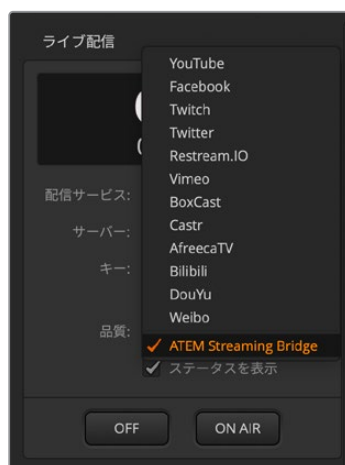 ライブ配信
YouTube
Facebook
Twitch
Twitter
Restream.IO
Vimeo
配信サービス:
BoxCast
サーバー:
Castr
AfreecaTV
キー:
Bilibili
DouYu
Weibo
品質:
ATEM Streaming Bridge
ステータスを表示
OFF
ON AIR